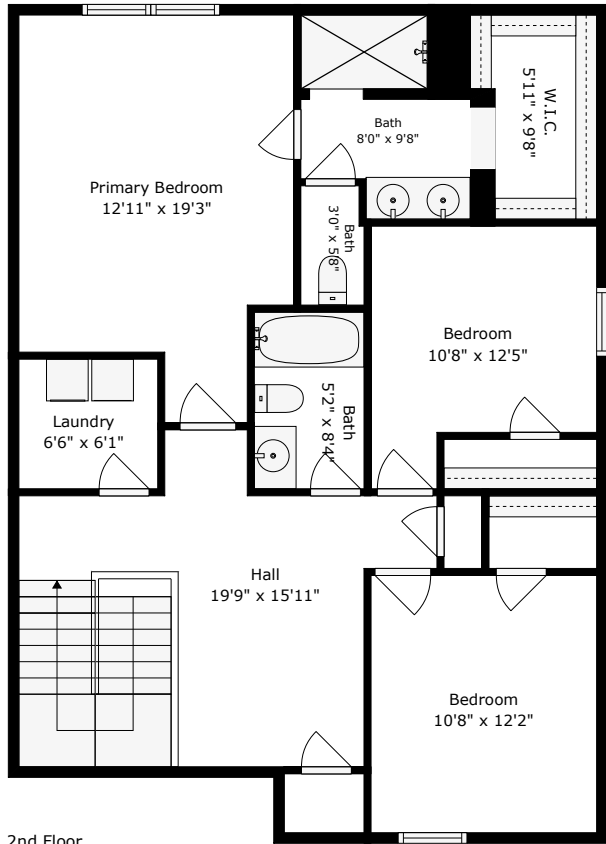 Bath
8'0" x 9'8"
W.I.C.
5'11" x 9'8"
Primary Bedroom
12'11" x 19'3"
Bath
3'0" x 5'8"
Bedroom
10'8" x 12'5"
Laundry
6'6" x 6'1"
Bath
5'2" x 8'4"
Hall
19'9" x 15'11"
Bedroom
10'8" x 12'2"
2nd Floor